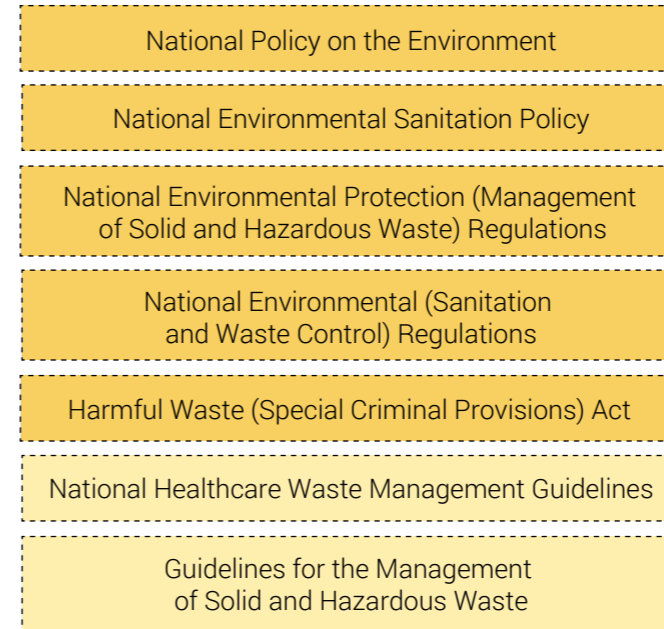 National Policy on the Environment
National Environmental Sanitation Policy
National Environmental Protection (Management
of Solid and Hazardous Waste) Regulations
National Environmental (Sanitation
and Waste Control) Regulations
Harmful Waste (Special Criminal Provisions) Act
National Healthcare Waste Management Guidelines
Guidelines for the Management
of Solid and Hazardous Waste